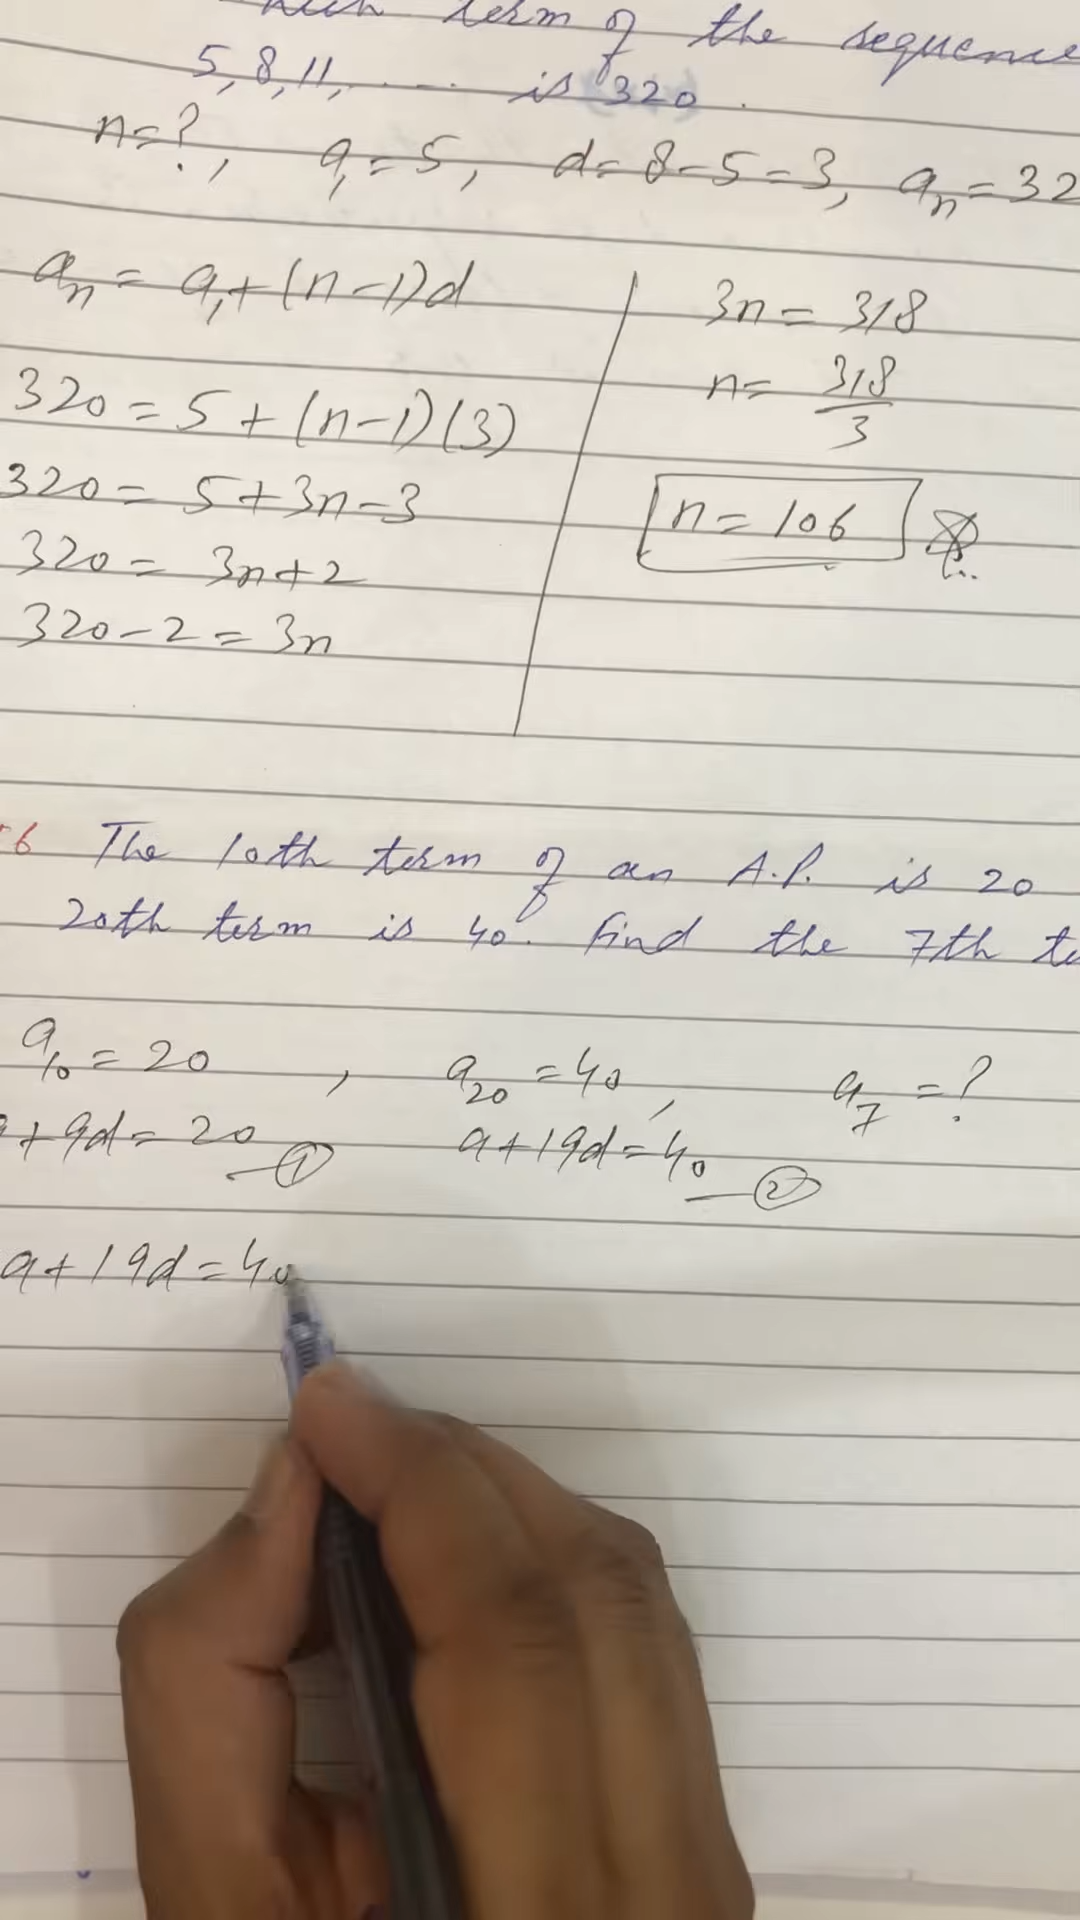 term of the sequence
5, 8, 11, .... is 320.
n=?, a₁=5, d=8-5=3, aₙ=32
aₙ = a₁+(n-1)d
320 = 5+(n-1)(3)
320 = 5+3n-3
320 = 3n+2
320-2 = 3n
3n = 318
n = 318/3
n = 106
6 The 10th term of an A.P. is 20
20th term is 40. find the 7th
a₁₀ = 20, a₂₀ = 40, a₇ = ?
+9d = 20 —① a+19d = 40 —②
a+19d = 40